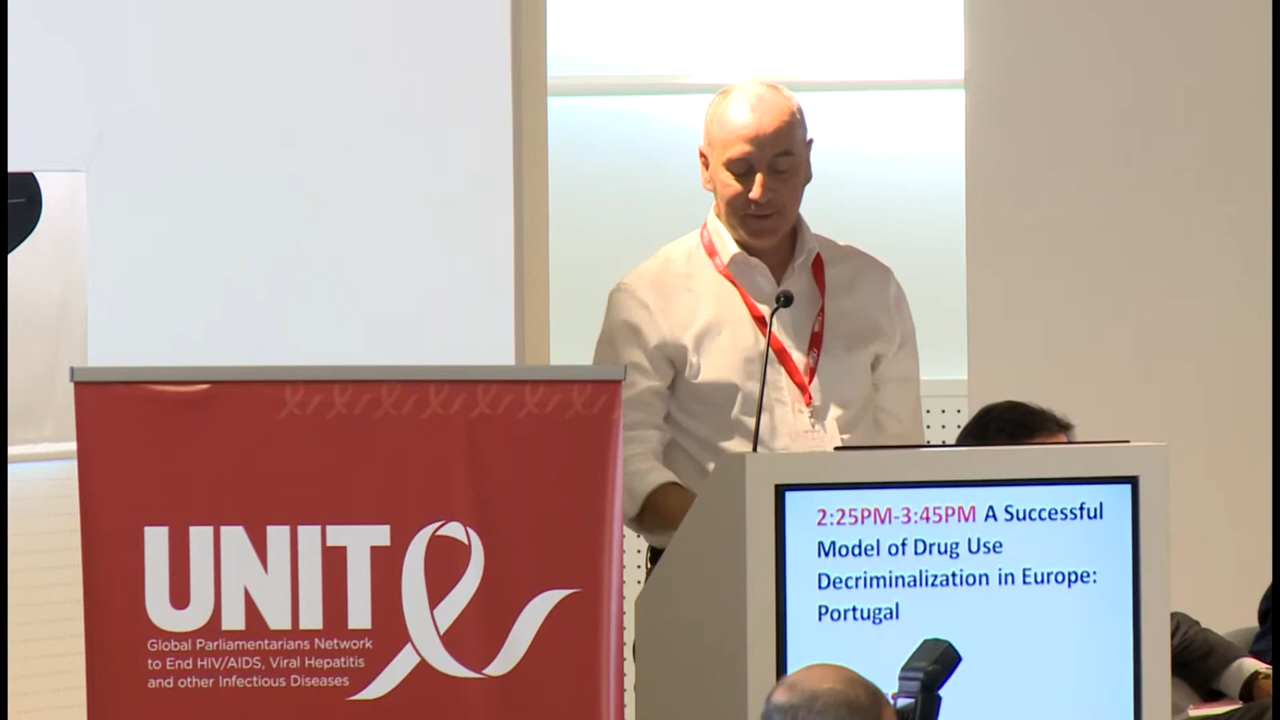 UNITE
Global Parliamentarians Network
to End HIV/AIDS, Viral Hepatitis
and other Infectious Diseases
2:25PM-3:45PM A Successful
Model of Drug Use
Decriminalization in Europe:
Portugal